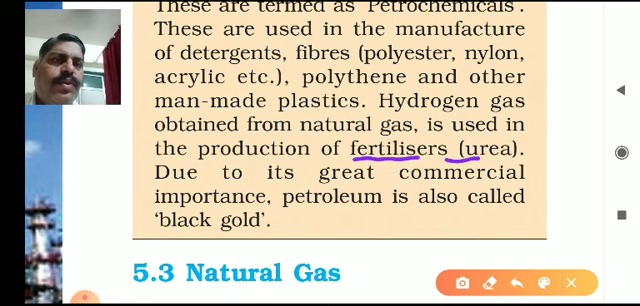 These are termed as 'Petrochemicals'.
These are used in the manufacture
of detergents, fibres (polyester, nylon,
acrylic etc.), polythene and other
man-made plastics. Hydrogen gas
obtained from natural gas, is used in
the production of fertilisers (urea).
Due to its great commercial
importance, petroleum is also called
'black gold'.
5.3 Natural Gas